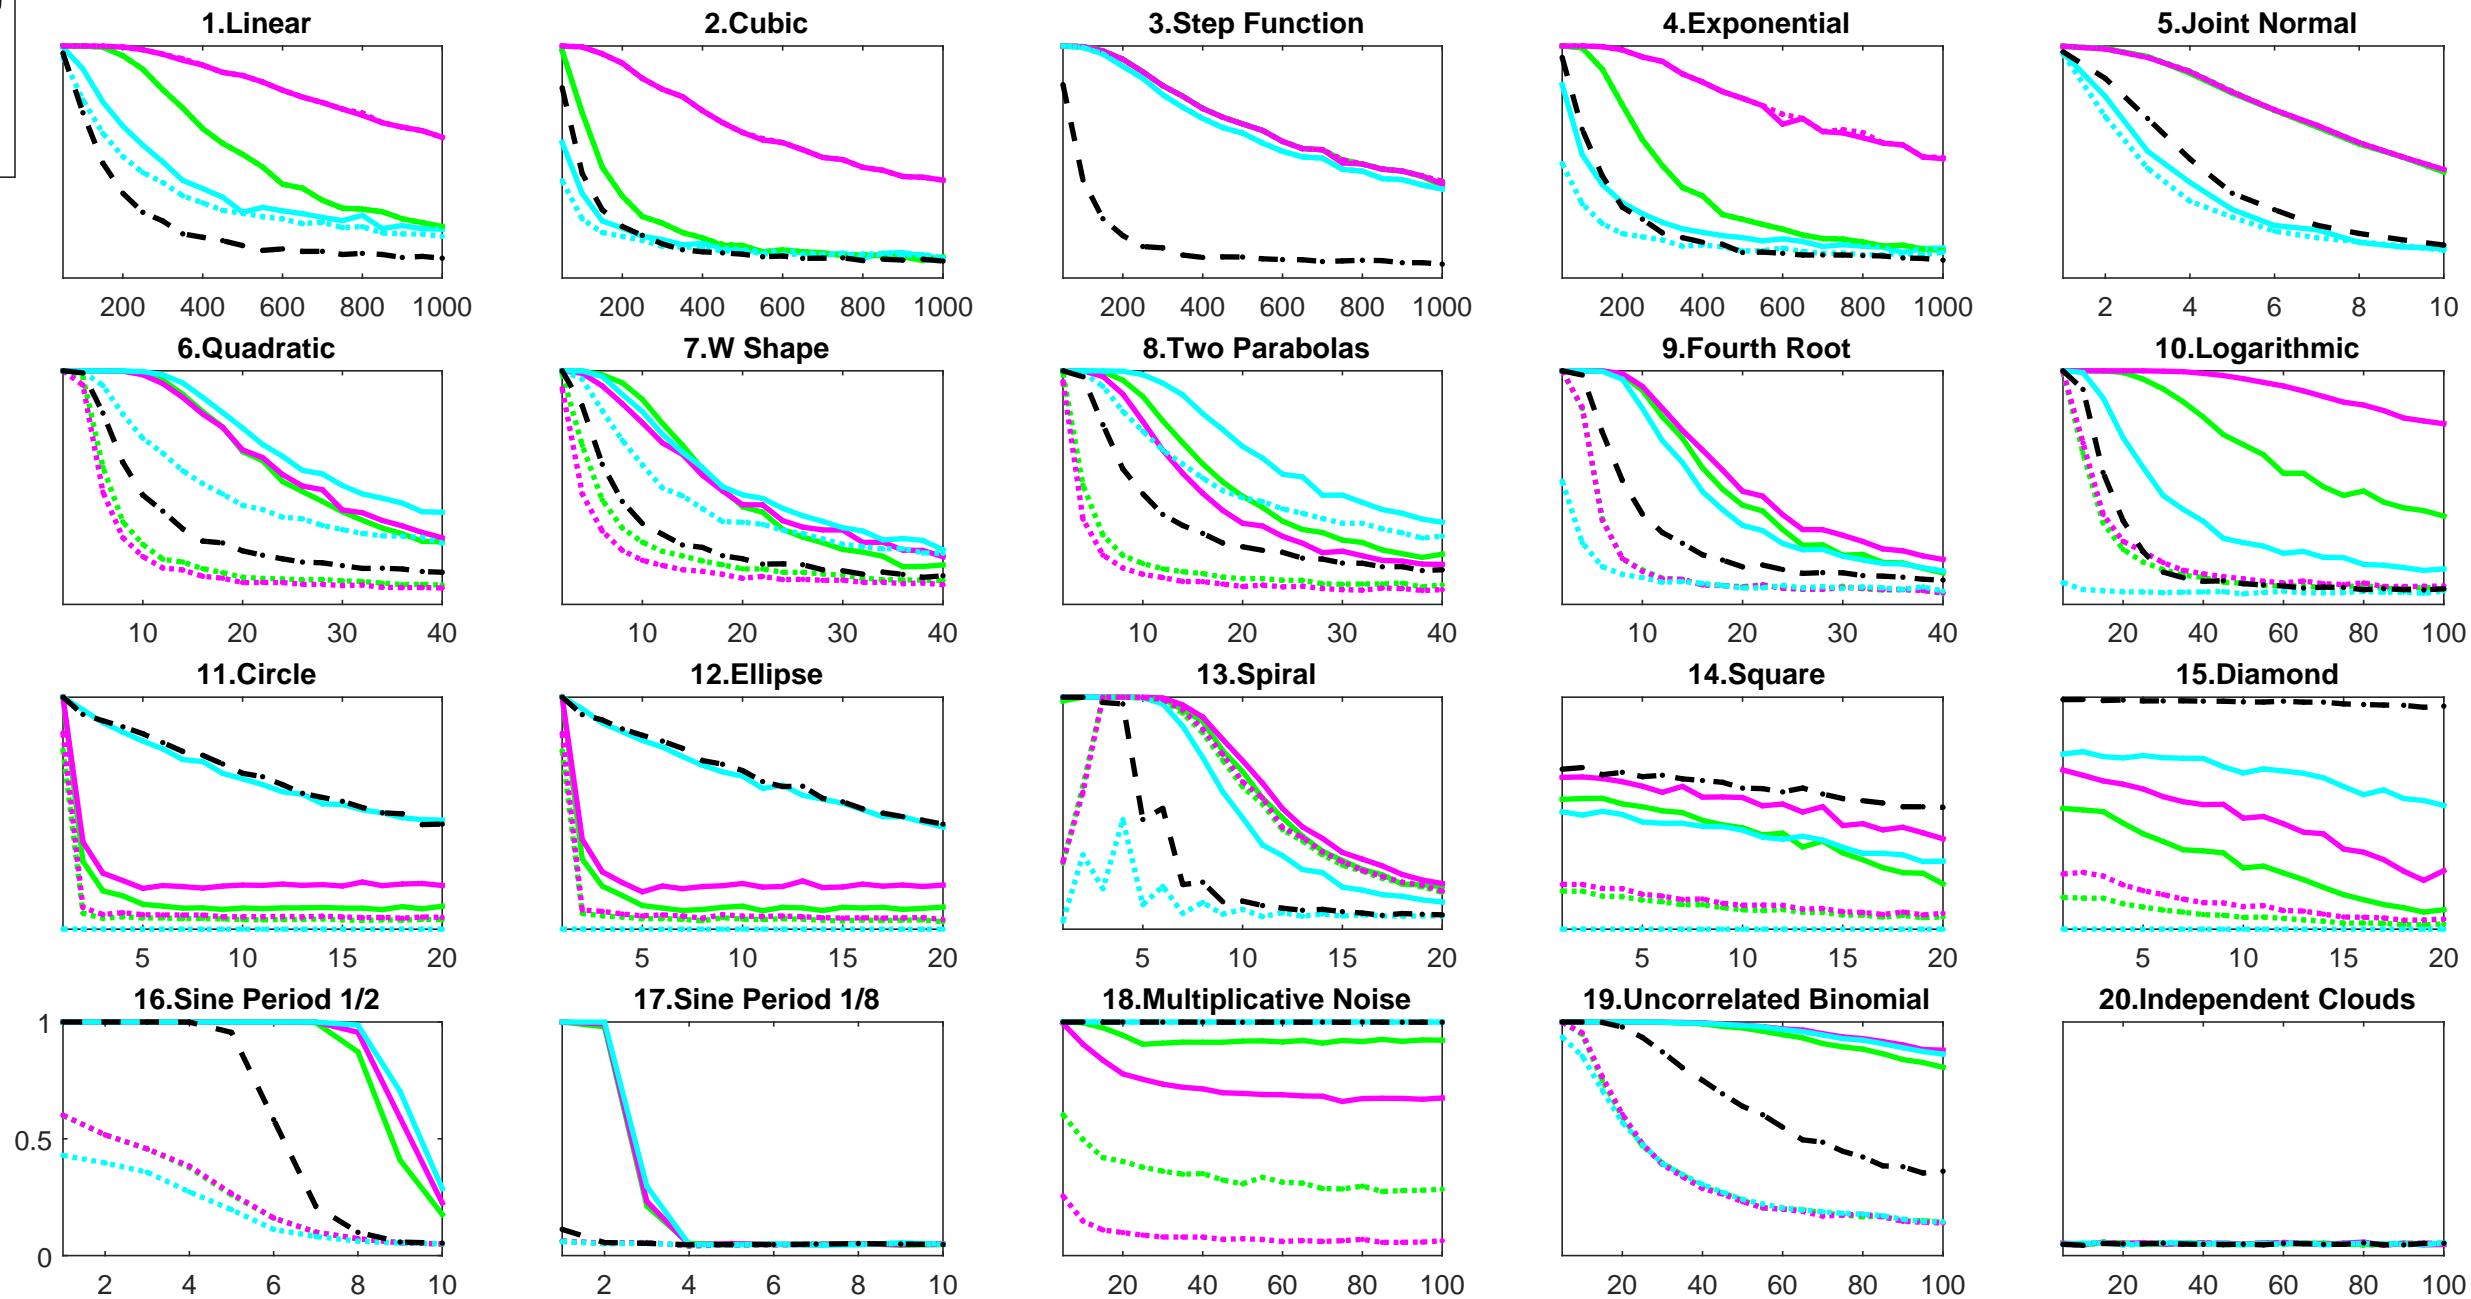 1.Linear 2.Cubic 3.Step Function 4.Exponential 5.Joint Normal
200 400 600 800 1000 200 400 600 800 1000 200 400 600 800 1000 200 400 600 800 1000 2 4 6 8 10
6.Quadratic 7.W Shape 8.Two Parabolas 9.Fourth Root 10.Logarithmic
10 20 30 40 10 20 30 40 10 20 30 40 10 20 30 40 20 40 60 80 100
11.Circle 12.Ellipse 13.Spiral 14.Square 15.Diamond
5 10 15 20 5 10 15 20 5 10 15 20 5 10 15 20 5 10 15 20
16.Sine Period 1/2 17.Sine Period 1/8 18.Multiplicative Noise 19.Uncorrelated Binomial 20.Independent Clouds
1
0.5
0
2 4 6 8 10 2 4 6 8 10 20 40 60 80 100 20 40 60 80 100 20 40 60 80 100